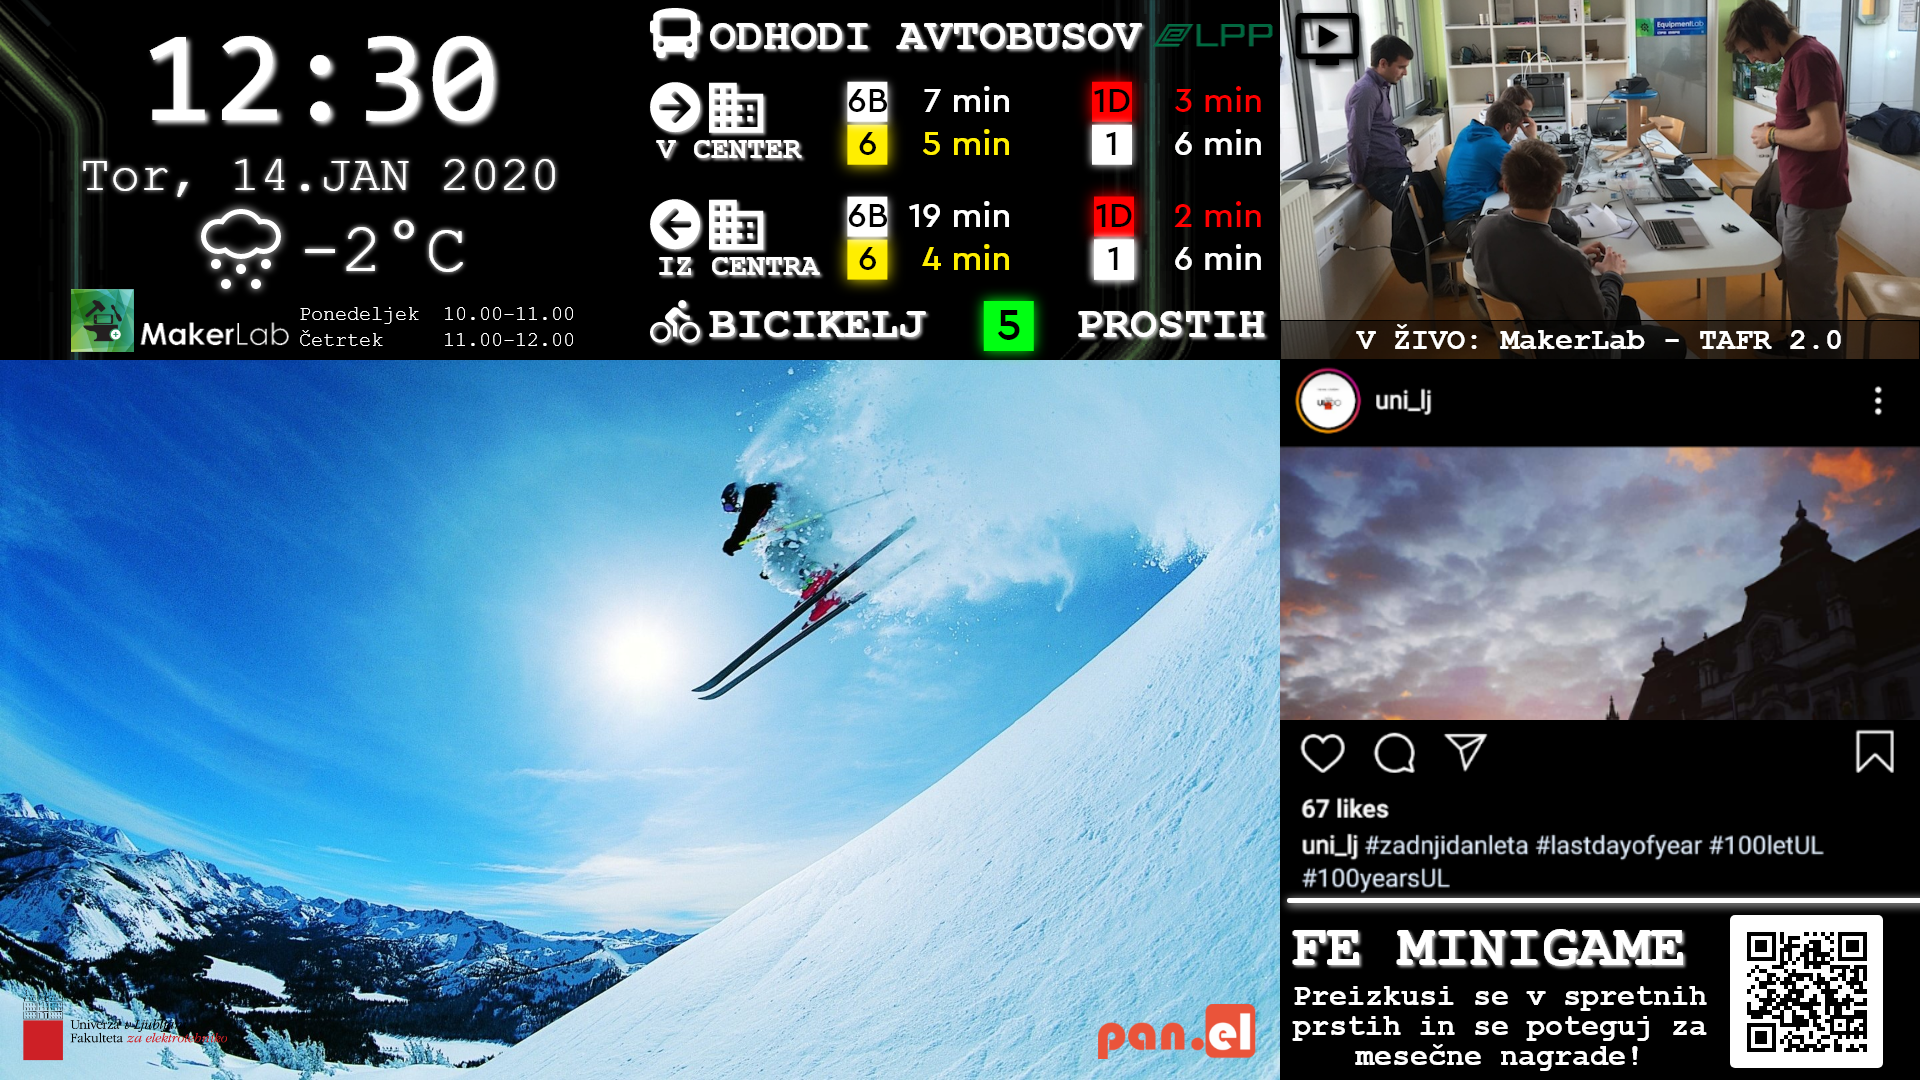 12:30
Tor, 14.JAN 2020
-2°C
MakerLab
Ponedeljek 10.00-11.00
Četrtek 11.00-12.00
ODHODI AVTOBUSOV LPP
V CENTER
6B 7 min 1D 3 min
6 5 min 1 6 min
IZ CENTRA
6B 19 min 1D 2 min
6 4 min 1 6 min
BICIKELJ 5 PROSTIH
EquipmentLab
V ŽIVO: MakerLab - TAFR 2.0
uni_lj
67 likes
uni_lj #zadnjidanleta #lastdayofyear #100letUL
#100yearsUL
FE MINIGAME
Preizkusi se v spretnih
prstih in se poteguj za
mesečne nagrade!
Univerza v Ljubljani
Fakulteta za elektrotehniko
pan.el